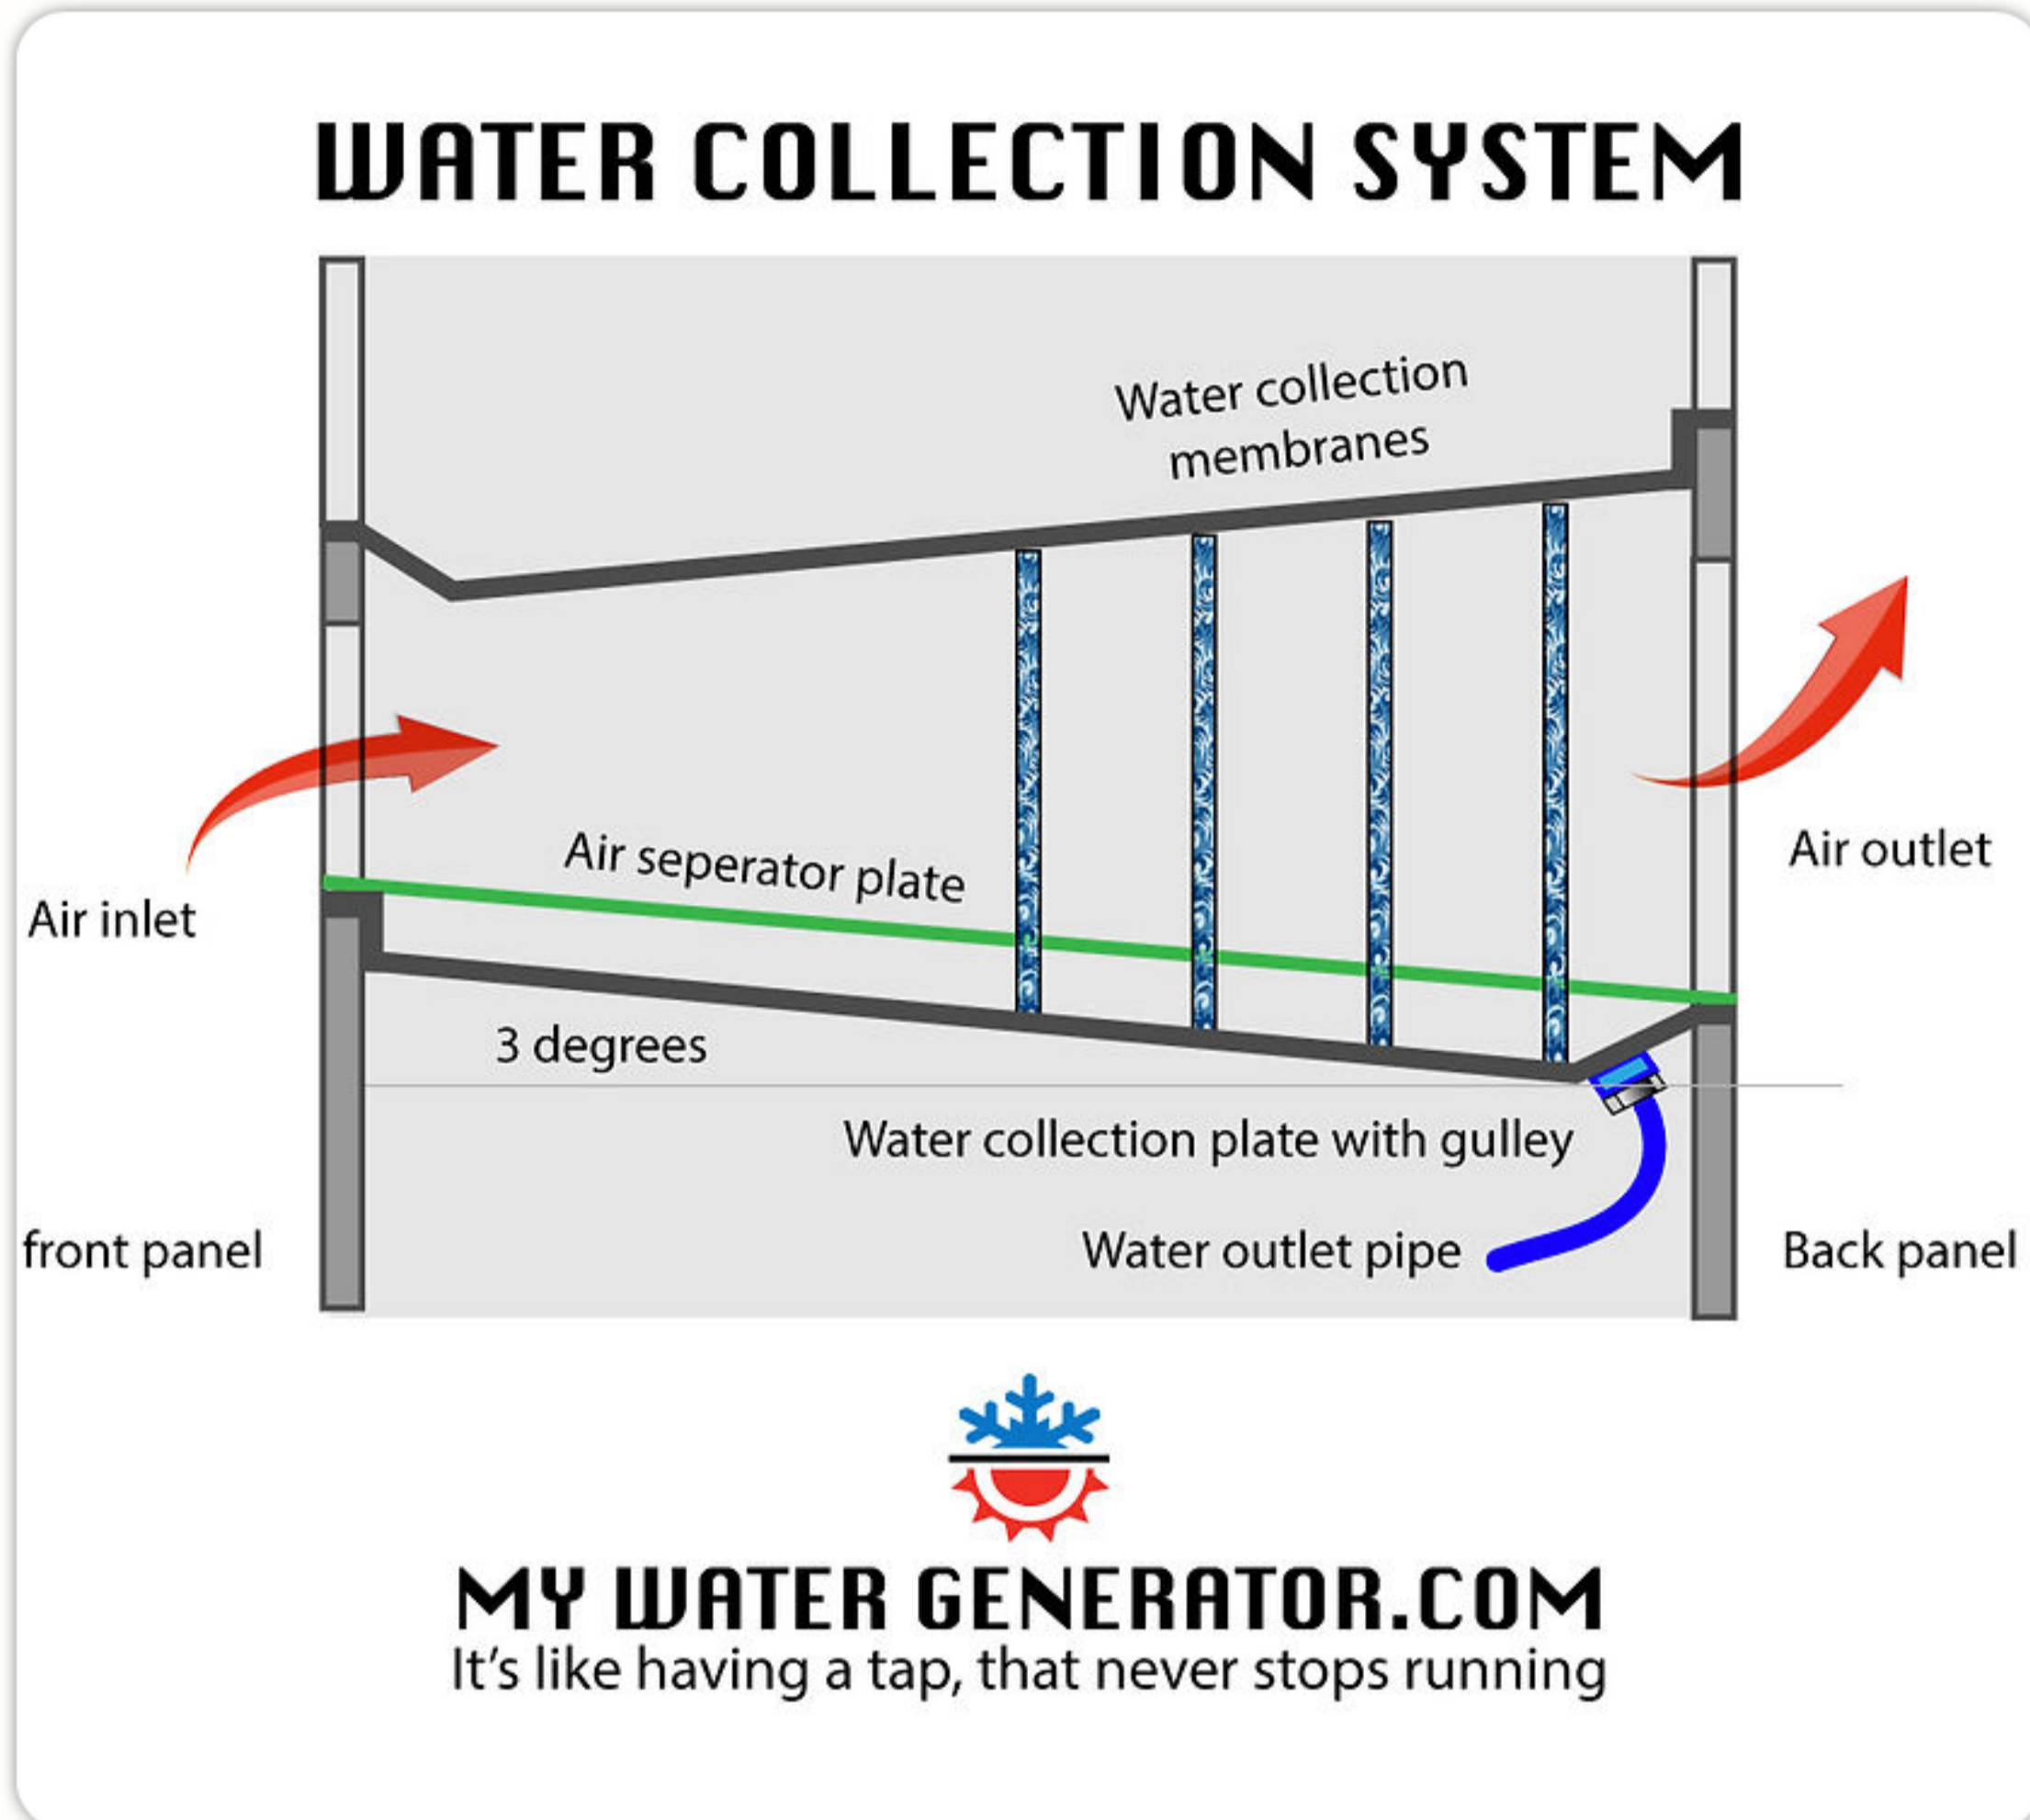 WATER COLLECTION SYSTEM
Water collection
membranes
Air seperator plate
Air outlet
Air inlet
3 degrees
Water collection plate with gulley
front panel
Water outlet pipe
Back panel
MY WATER GENERATOR.COM
It's like having a tap, that never stops running